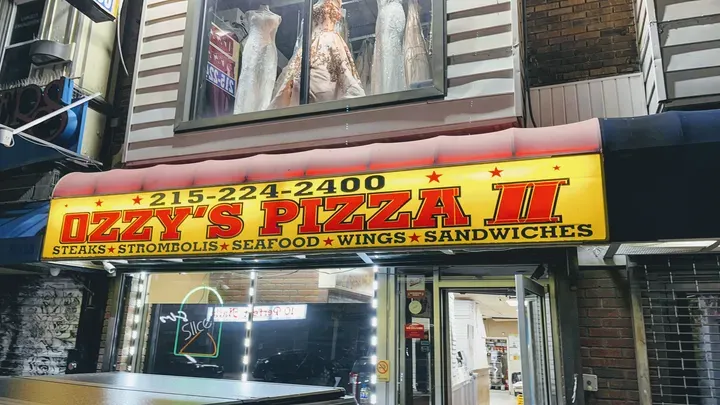 215-224-2400
OZZY'S PIZZA II
STEAKS★STROMBOLIS★SEAFOOD★WINGS★SANDWICHES
Slice